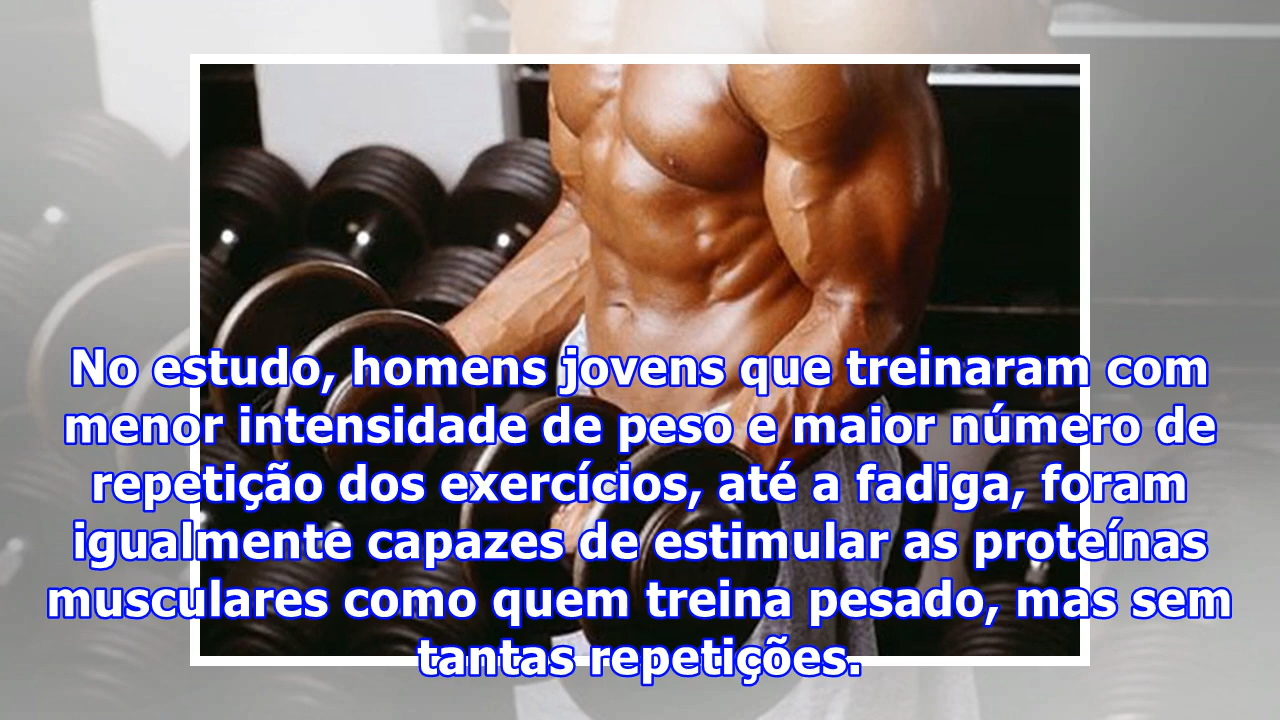 No estudo, homens jovens que treinaram com
menor intensidade de peso e maior número de
repetição dos exercícios, até a fadiga, foram
igualmente capazes de estimular as proteínas
musculares como quem treina pesado, mas sem
tantas repetições.